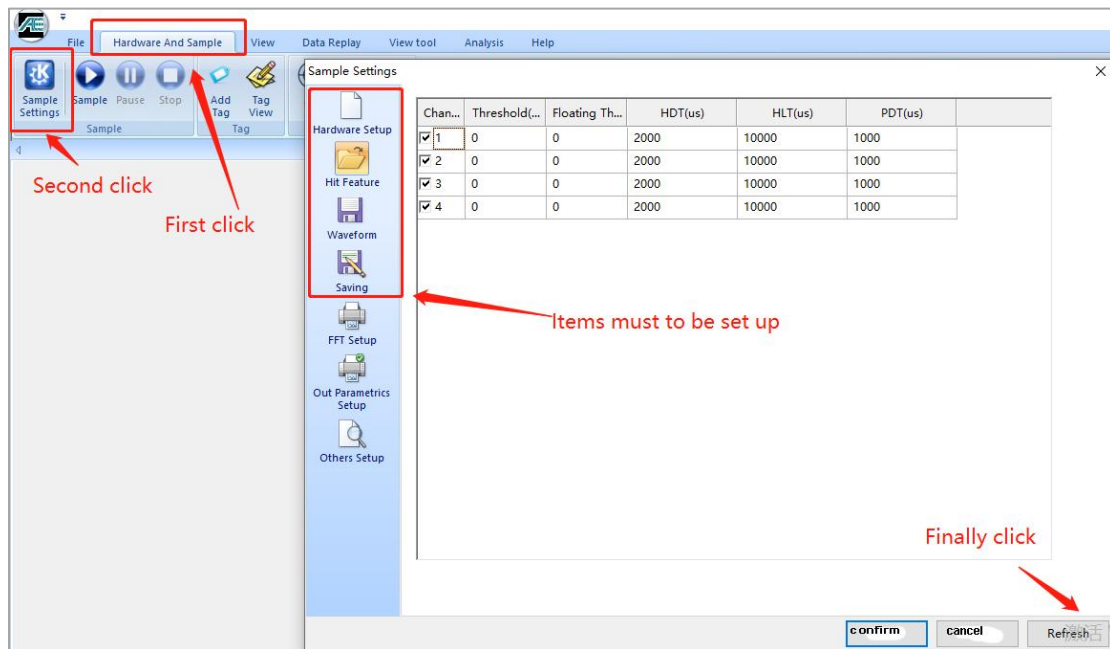 AE
File Hardware And Sample View Data Replay View tool Analysis Help
Sample Settings
Sample
Pause
Stop
Add Tag
Tag View
Sample
Tag
Second click
First click
Sample Settings
Hardware Setup
Hit Feature
Waveform
Saving
FFT Setup
Out Parametrics
Setup
Others Setup
Chan... Threshold(... Floating Th... HDT(us) HLT(us) PDT(us)
1 0 0 2000 10000 1000
2 0 0 2000 10000 1000
3 0 0 2000 10000 1000
4 0 0 2000 10000 1000
Items must to be set up
Finally click
confirm cancel Refresh
激活